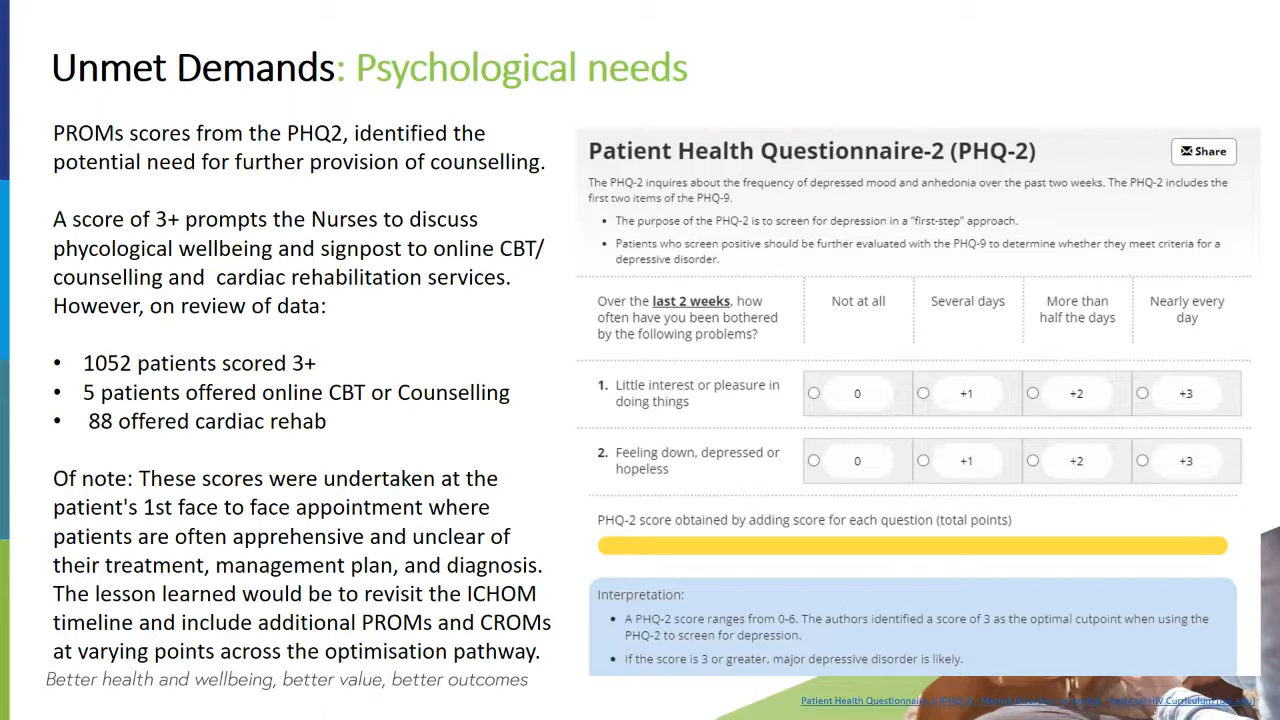 Unmet Demands: Psychological needs
PROMs scores from the PHQ2, identified the
potential need for further provision of counselling.
A score of 3+ prompts the Nurses to discuss
phycological wellbeing and signpost to online CBT/
counselling and cardiac rehabilitation services.
However, on review of data:
• 1052 patients scored 3+
• 5 patients offered online CBT or Counselling
• 88 offered cardiac rehab
Of note: These scores were undertaken at the
patient's 1st face to face appointment where
patients are often apprehensive and unclear of
their treatment, management plan, and diagnosis.
The lesson learned would be to revisit the ICHOM
timeline and include additional PROMs and CROMs
at varying points across the optimisation pathway.
Better health and wellbeing, better value, better outcomes
Patient Health Questionnaire-2 (PHQ-2)
Share
The PHQ-2 inquires about the frequency of depressed mood and anhedonia over the past two weeks. The PHQ-2 includes the
first two items of the PHQ-9.
• The purpose of the PHQ-2 is to screen for depression in a “first-step” approach.
• Patients who screen positive should be further evaluated with the PHQ-9 to determine whether they meet criteria for a
depressive disorder.
Over the last 2 weeks, how
often have you been bothered
by the following problems?
Not at all
Several days
More than
half the days
Nearly every
day
1. Little interest or pleasure in
doing things
0 +1 +2 +3
2. Feeling down, depressed or
hopeless
0 +1 +2 +3
PHQ-2 score obtained by adding score for each question (total points)
Interpretation:
• A PHQ-2 score ranges from 0-6. The authors identified a score of 3 as the optimal cutpoint when using the
PHQ-2 to screen for depression.
• If the score is 3 or greater, major depressive disorder is likely.
Patient Health HIV Curriculum